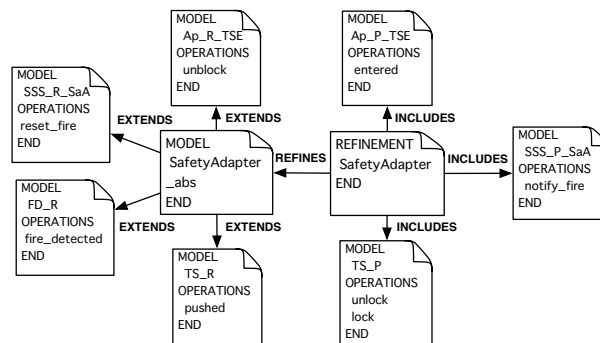 MODEL
Ap_R_TSE
OPERATIONS
unblock
END
MODEL
Ap_P_TSE
OPERATIONS
entered
END
MODEL
SSS_R_SaA
OPERATIONS
reset_fire
END
EXTENDS
EXTENDS
INCLUDES
MODEL
SafetyAdapter
_abs
END
REFINES
REFINEMENT
SafetyAdapter
END
INCLUDES
MODEL
SSS_P_SaA
OPERATIONS
notify_fire
END
MODEL
FD_R
OPERATIONS
fire_detected
END
EXTENDS
EXTENDS
INCLUDES
MODEL
TS_R
OPERATIONS
pushed
END
MODEL
TS_P
OPERATIONS
unlock
lock
END